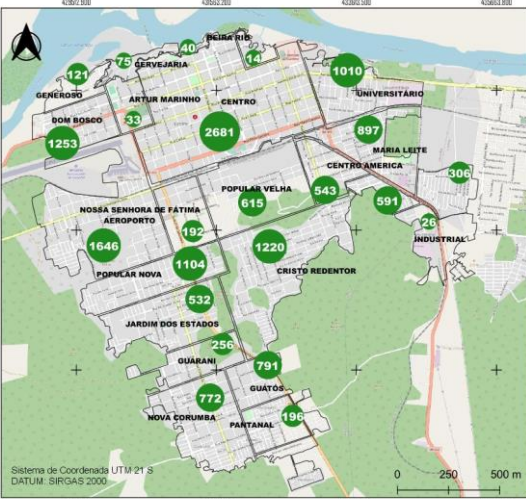 BEIRA RIO
40
75
14
CERVEJARIA
1010
121
GENEROSO
ARTUR MARINHO
CENTRO
UNIVERSITÁRIO
DOM BOSCO
33
2681
897
1253
MARIA LEITE
CENTRO AMERICA
306
POPULAR VELHA
543
591
615
NOSSA SENHORA DE FÁTIMA
AEROPORTO
192
26
INDUSTRIAL
1646
1220
1104
POPULAR NOVA
CRISTO REDENTOR
532
JARDIM DOS ESTADOS
256
GUARANI
791
GUATÓS
772
NOVA CORUMBA
196
PANTANAL
Sistema de Coordenada UTM 21 S
DATUM: SIRGAS 2000
0 250 500 m